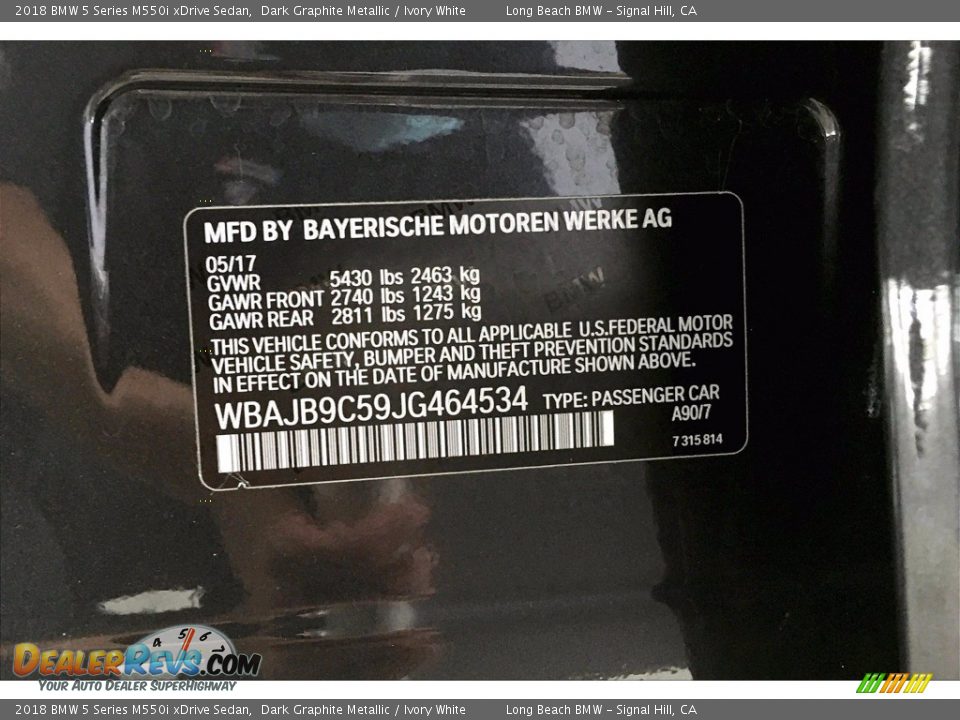 2018 BMW 5 Series M550i xDrive Sedan, Dark Graphite Metallic / Ivory White Long Beach BMW - Signal Hill, CA
MFD BY BAYERISCHE MOTOREN WERKE AG
05/17
GVWR 5430 lbs 2463 kg
GAWR FRONT 2740 lbs 1243 kg
GAWR REAR 2811 lbs 1275 kg
THIS VEHICLE CONFORMS TO ALL APPLICABLE U.S.FEDERAL MOTOR
VEHICLE SAFETY, BUMPER AND THEFT PREVENTION STANDARDS
IN EFFECT ON THE DATE OF MANUFACTURE SHOWN ABOVE.
WBAJB9C59JG464534 TYPE: PASSENGER CAR
A90/7
7 315 814
4 5 6
DEALERREVS.COM
YOUR AUTO DEALER SUPERHIGHWAY
2018 BMW 5 Series M550i xDrive Sedan, Dark Graphite Metallic / Ivory White Long Beach BMW - Signal Hill, CA